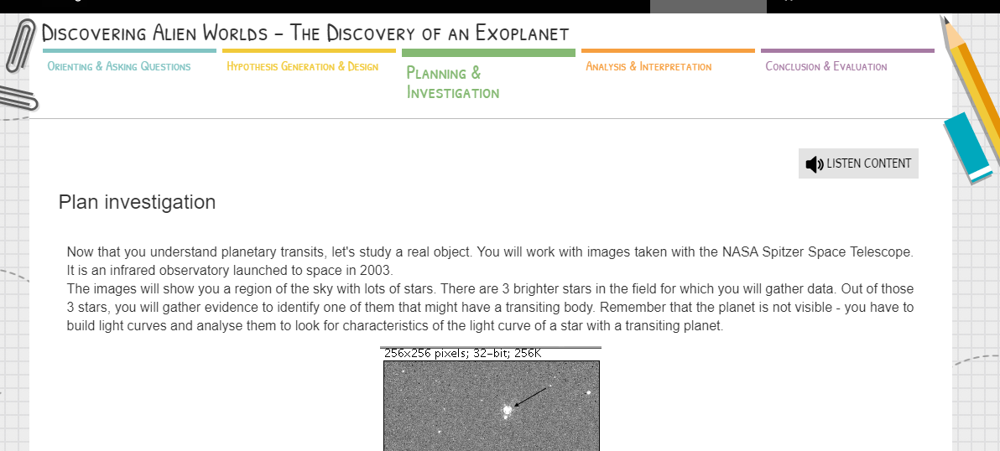 DISCOVERING ALIEN WORLDS – THE DISCOVERY OF AN EXOPLANET
ORIENTING & ASKING QUESTIONS
HYPOTHESIS GENERATION & DESIGN
PLANNING &
INVESTIGATION
ANALYSIS & INTERPRETATION
CONCLUSION & EVALUATION
LISTEN CONTENT
Plan investigation
Now that you understand planetary transits, let's study a real object. You will work with images taken with the NASA Spitzer Space Telescope.
It is an infrared observatory launched to space in 2003.
The images will show you a region of the sky with lots of stars. There are 3 brighter stars in the field for which you will gather data. Out of those
3 stars, you will gather evidence to identify one of them that might have a transiting body. Remember that the planet is not visible - you have to
build light curves and analyse them to look for characteristics of the light curve of a star with a transiting planet.
256x256 pixels; 32-bit; 256K